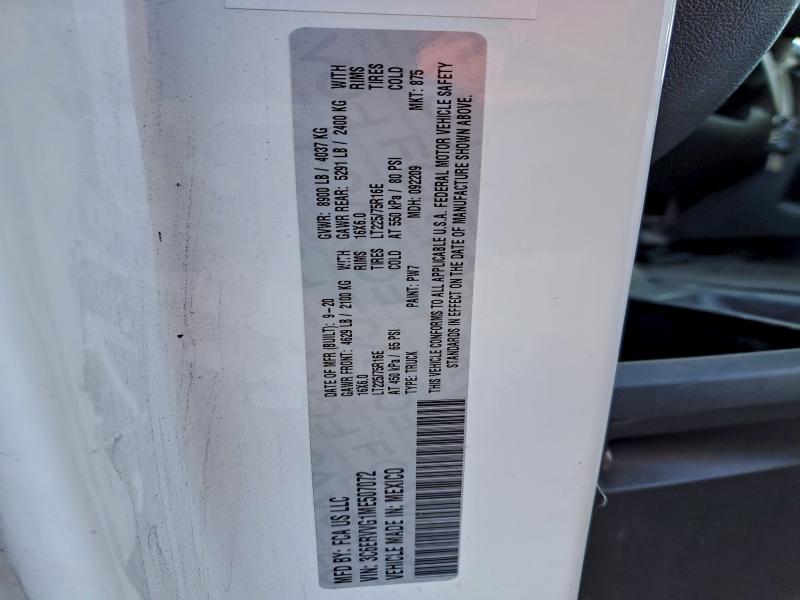 MFD BY: FCA US LLC
VIN: 3C6ERVVG1ME507072
VEHICLE MADE IN: MEXICO
DATE OF MFR (BUILT): 9-20 GVWR: 8900 LB / 4037 KG
GAWR FRONT: 4629 LB / 2100 KG WITH GAWR REAR: 5291 LB / 2400 KG WITH
16X6.0 RIMS 16X6.0 RIMS
LT225/75R16E TIRES LT225/75R16E TIRES
AT 450 kPa / 65 PSI COLD AT 550 kPa / 80 PSI COLD
TYPE: TRUCK PAINT: PW7 MDH: 092209 MKT: 875
THIS VEHICLE CONFORMS TO ALL APPLICABLE U.S.A. FEDERAL MOTOR VEHICLE SAFETY
STANDARDS IN EFFECT ON THE DATE OF MANUFACTURE SHOWN ABOVE.